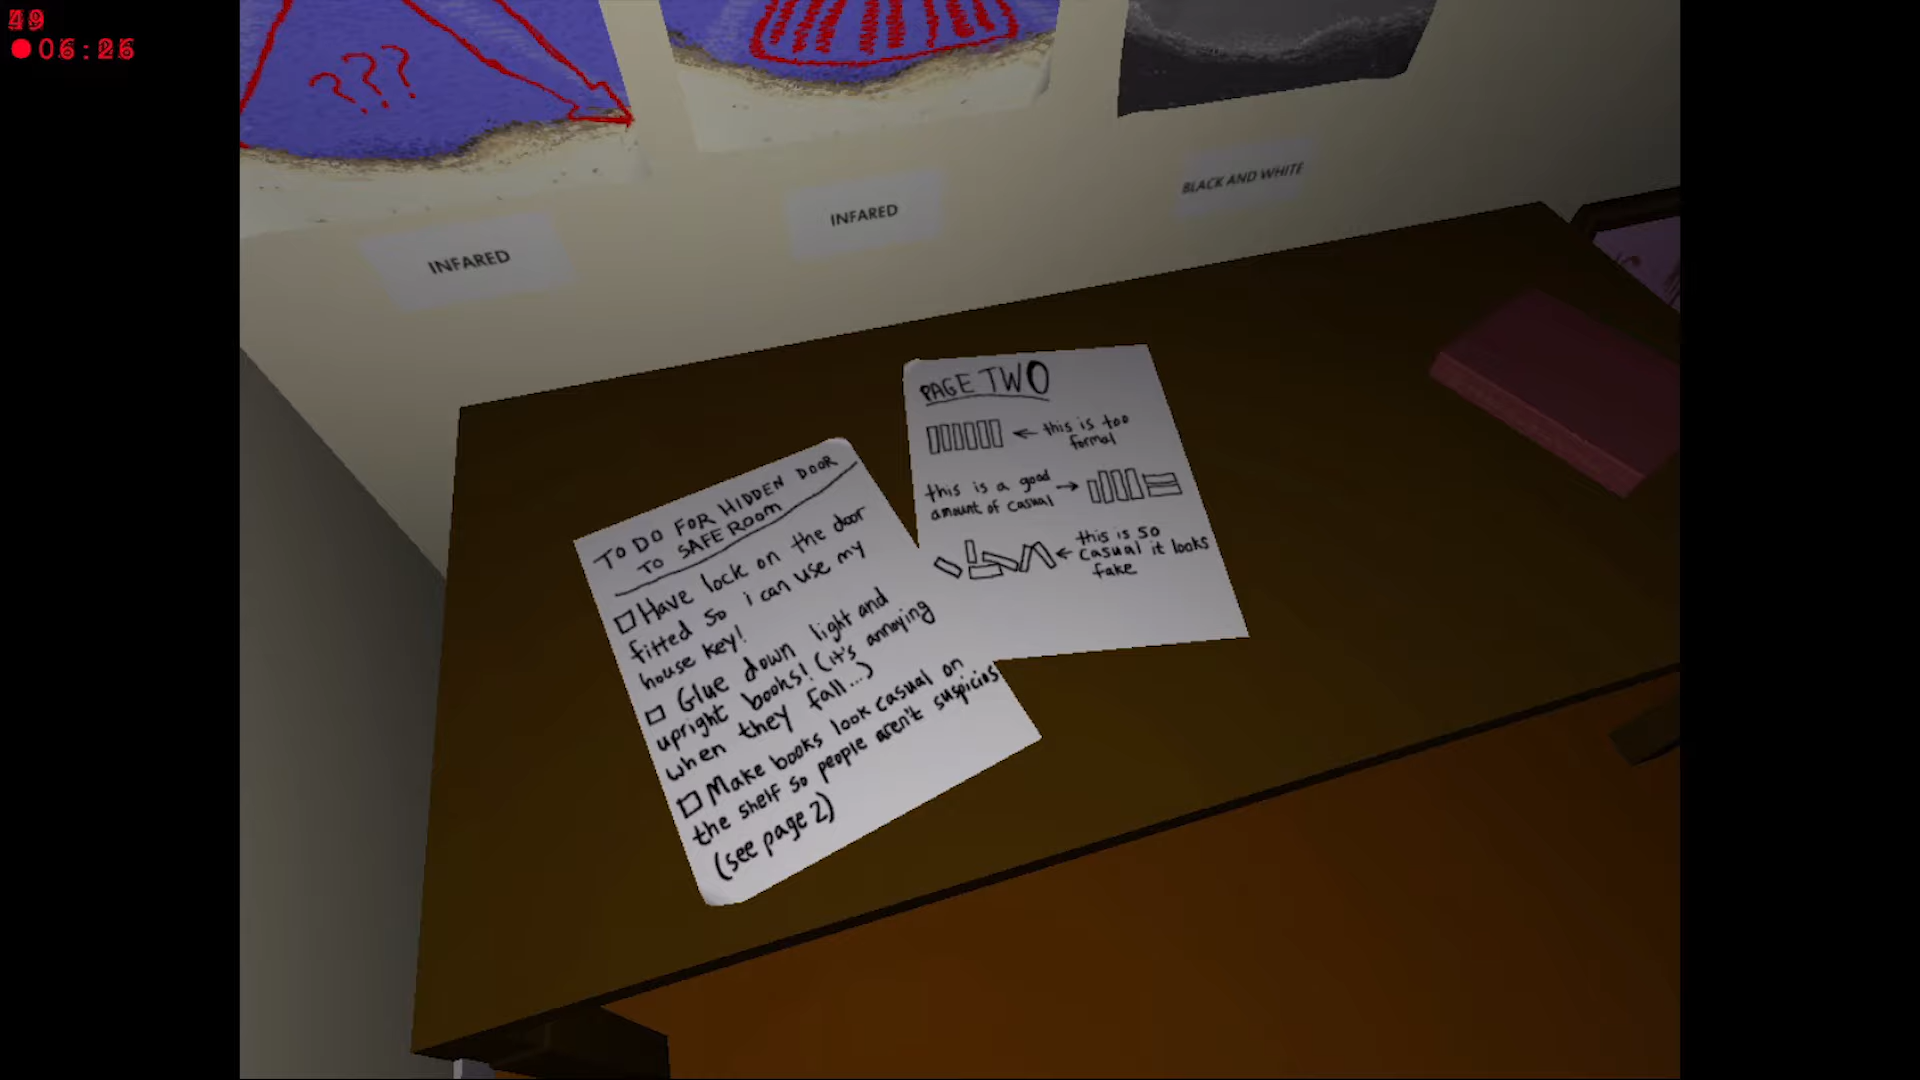 49
06:26
???
INFARED
INFARED
BLACK AND WHITE
PAGE TWO
this is too
formal
this is a good
amount of casual
this is so
casual it looks
fake
TO DO FOR HIDDEN DOOR
TO SAFE ROOM
Have lock on the door
fitted so i can use my
house key!
Glue down light and
upright books! (it's annoying
when they fall...)
Make books look casual on
the shelf so people aren't suspicios
(see page 2)